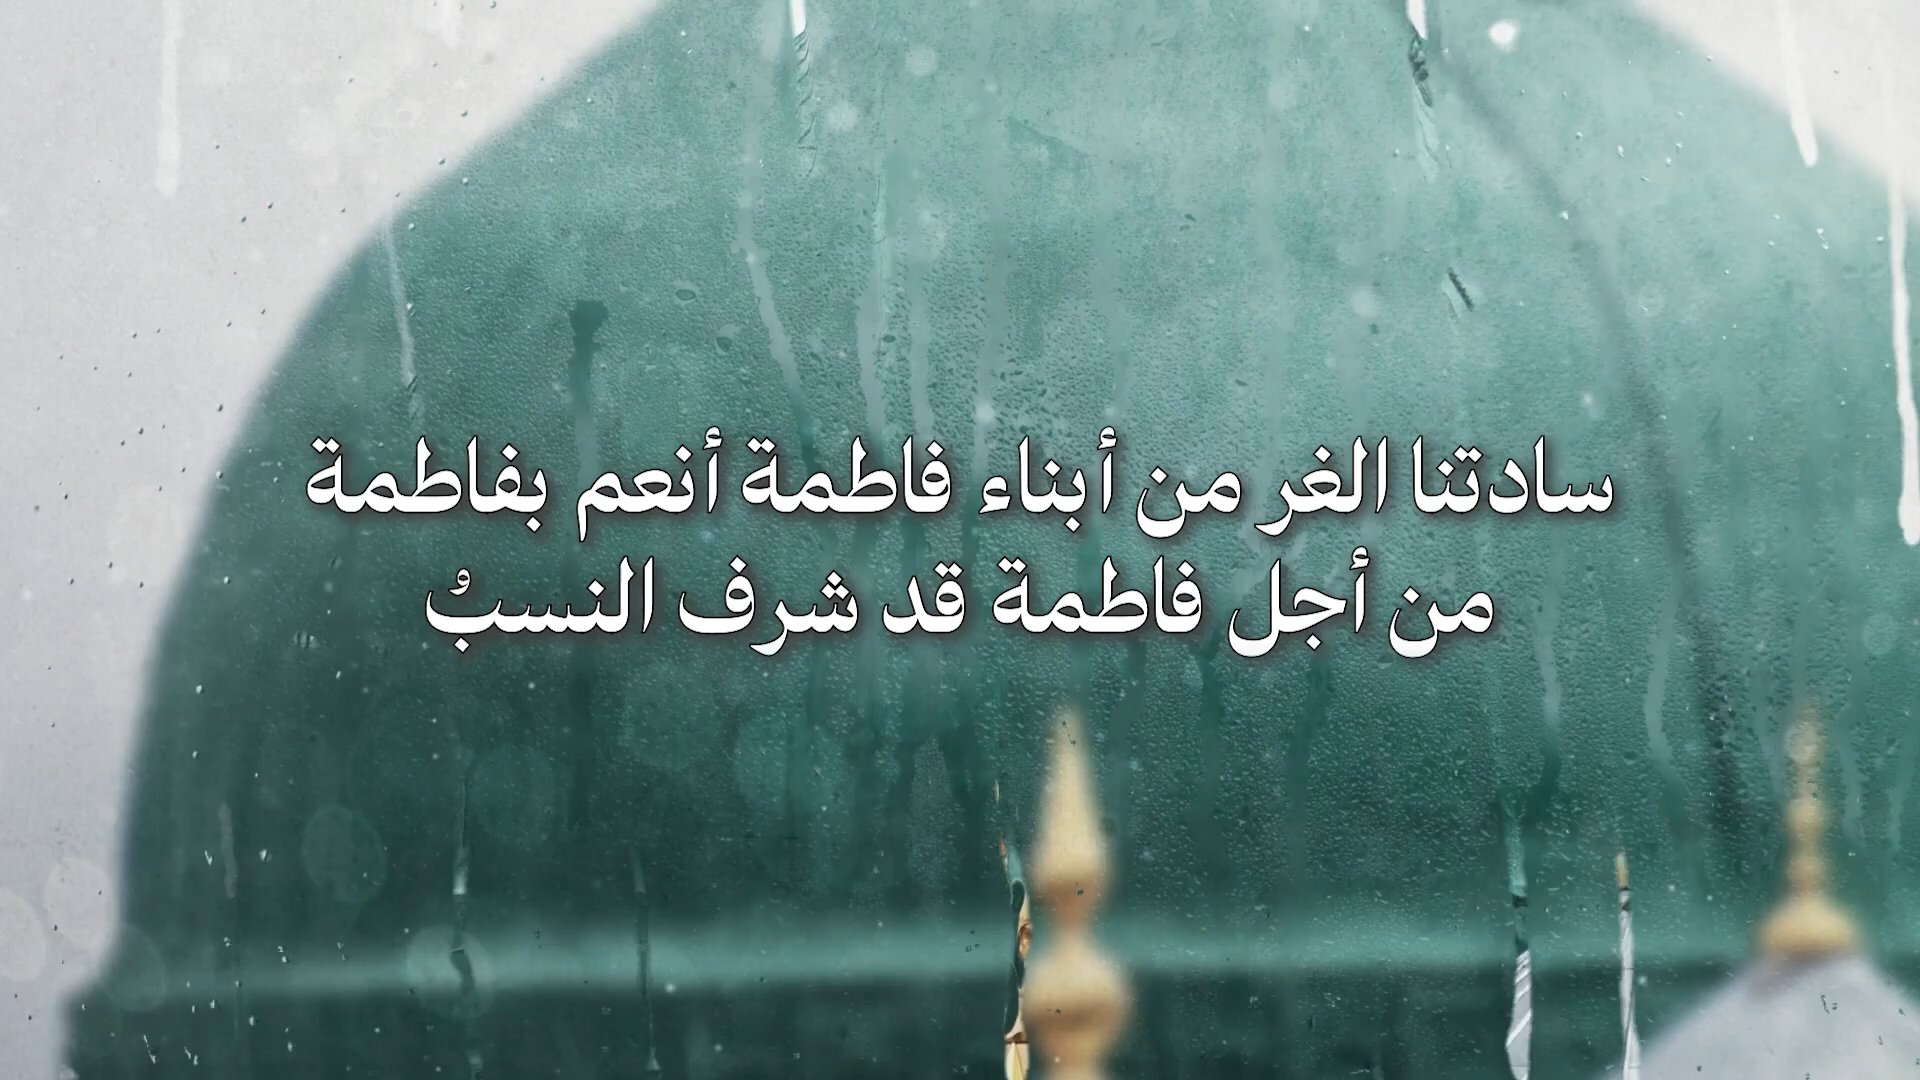 سادتنا الغر من أبناء فاطمة أنعم بفاطمة
من أجل فاطمة قد شرف النسبُ